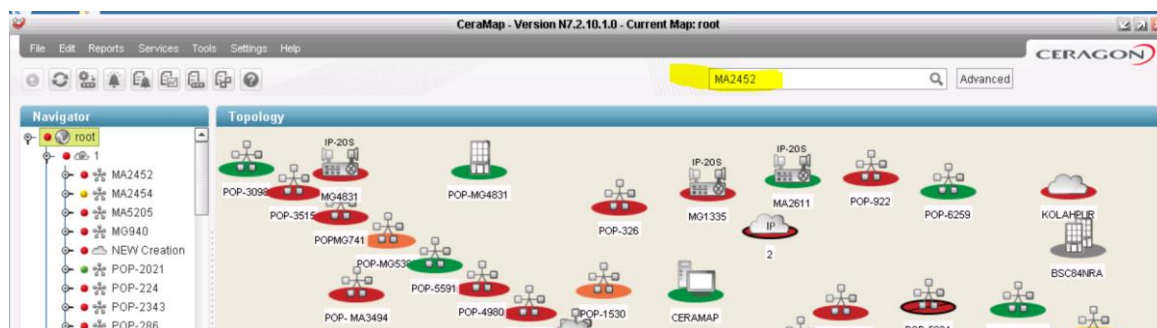 CeraMap - Version N7.2.10.1.0 - Current Map: root
File Edit Reports Services Tools Settings Help
CERAGON
MA2452
Advanced
Navigator
root
1
MA2452
MA2454
MA5205
MG940
NEW Creation
POP-2021
POP-224
POP-2343
POP-286
Topology
IP-20S
IP-20S
IP-20S
POP-3098
MG4831
POP-MG4831
MG1335
MA2611
POP-922
POP-6259
KOLAHPUR
POP-3515
POP-326
IP
2
POPMG741
BSC84NRA
POP-5591
POP-MA3494
POP-4980
POP-1530
CERAMAP